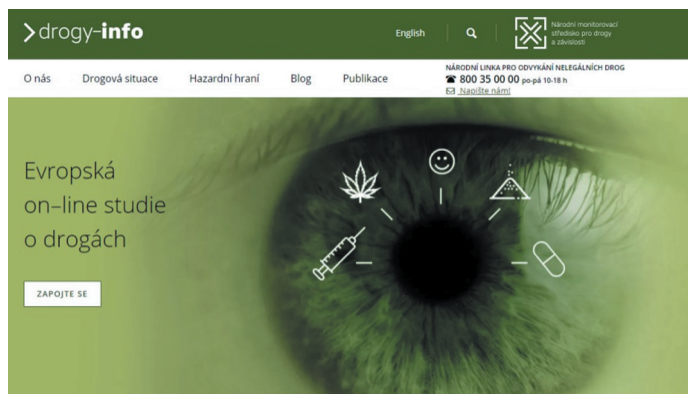 drogy-info
English
Národní monitorovací
středisko pro drogy
a závislosti
O nás
Drogová situace
Hazardní hraní
Blog
Publikace
NÁRODNÍ LINKA PRO ODVYKÁNÍ NELEGÁLNÍCH DROG
800 35 00 00 po-pá 10-18 h
Napište nám!
Evropská
on-line studie
o drogách
ZAPOJTE SE